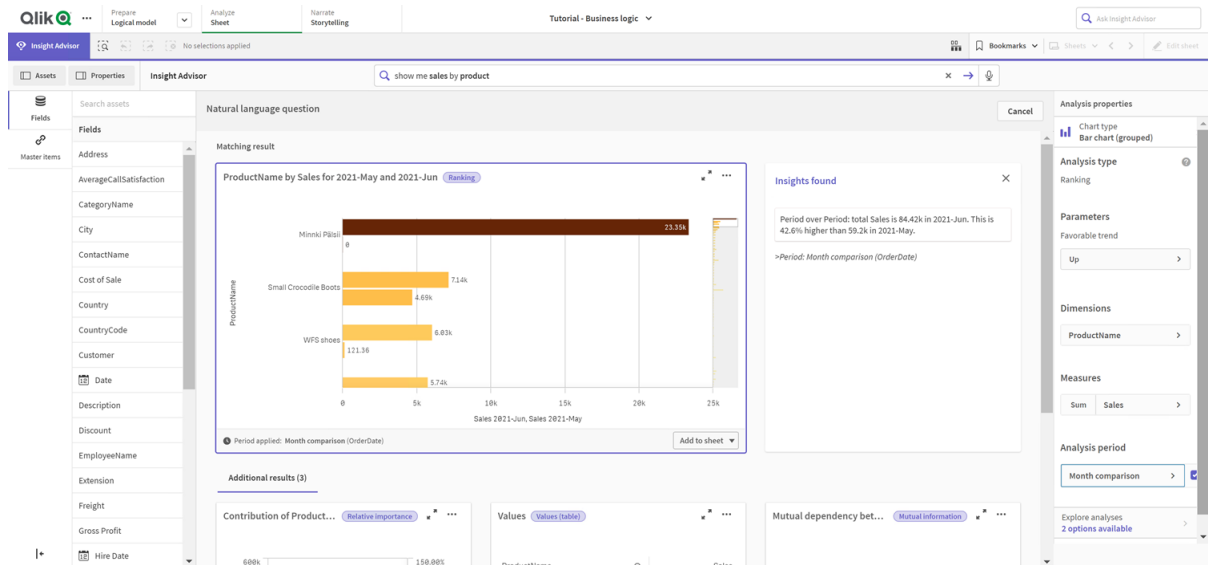 Qlik
Prepare
Logical model
Analyze
Sheet
Narrate
Storytelling
Tutorial - Business logic
Ask Insight Advisor
Insight Advisor
No selections applied
Bookmarks
Sheets
Edit sheet
Assets
Properties
Insight Advisor
show me sales by product
Fields
Master items
Search assets
Fields
Address
AverageCallSatisfaction
CategoryName
City
ContactName
Cost of Sale
Country
CountryCode
Customer
Date
Description
Discount
EmployeeName
Extension
Freight
Gross Profit
Hire Date
Natural language question
Cancel
Matching result
ProductName by Sales for 2021-May and 2021-Jun
Ranking
ProductName
Minnki Pälsii
23.35k
0
Small Crocodile Boots
7.14k
4.69k
WFS shoes
6.03k
121.36
5.74k
0 5k 10k 15k 20k 25k
Sales 2021-Jun, Sales 2021-May
Period applied: Month comparison (OrderDate)
Add to sheet
Insights found
Period over Period: total Sales is 84.42k in 2021-Jun. This is
42.6% higher than 59.2k in 2021-May.
>Period: Month comparison (OrderDate)
Additional results (3)
Contribution of Product...
Relative importance
600k
150.00%
Values
Values (table)
ProductName
Sales
Mutual dependency bet...
Mutual information
Analysis properties
Chart type
Bar chart (grouped)
Analysis type
Ranking
Parameters
Favorable trend
Up
Dimensions
ProductName
Measures
Sum
Sales
Analysis period
Month comparison
Explore analyses
2 options available